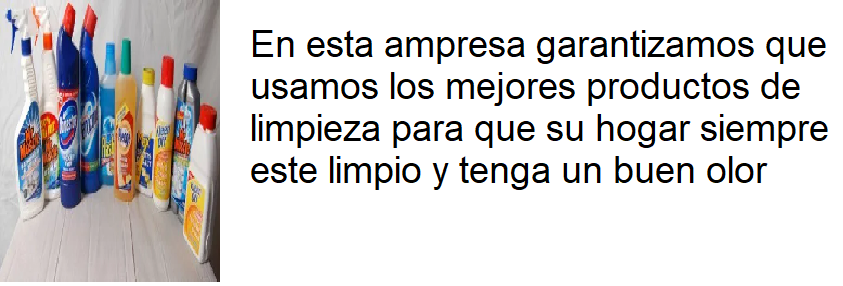 En esta ampresa garantizamos que
usamos los mejores productos de
limpieza para que su hogar siempre
este limpio y tenga un buen olor